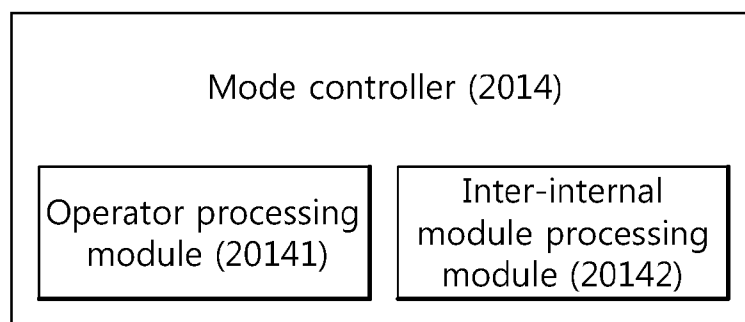 Mode controller (2014)
Operator processing
module (20141)
Inter-internal
module processing
module (20142)